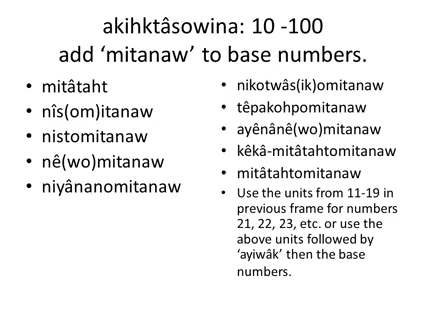 akihktâsowina: 10 -100
add ‘mitanaw’ to base numbers.
• mitâtaht
• nîs(om)itanaw
• nistomitanaw
• nê(wo)mitanaw
• niyânanomitanaw
• nikotwâs(ik)omitanaw
• têpakohpomitanaw
• ayênânê(wo)mitanaw
• kêkâ-mitâtahtomitanaw
• mitâtahtomitanaw
• Use the units from 11-19 in
previous frame for numbers
21, 22, 23, etc. or use the
above units followed by
‘ayiwâk’ then the base
numbers.